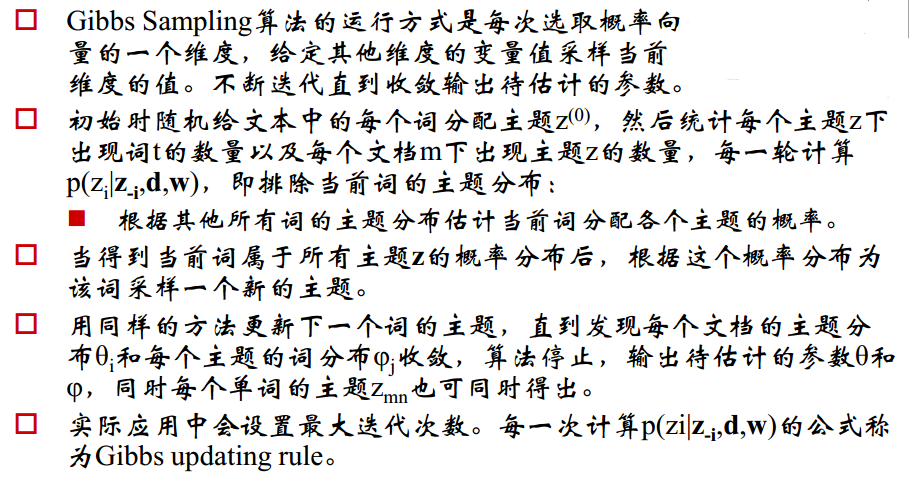 Gibbs Sampling算法的运行方式是每次选取概率向
量的一个维度，给定其他维度的变量值采样当前
维度的值。不断迭代直到收敛输出待估计的参数。
初始时随机给文本中的每个词分配主题z(0)，然后统计每个主题z下
出现词t的数量以及每个文档m下出现主题z的数量，每一轮计算
p(zi|z-i,d,w)，即排除当前词的主题分布：
根据其他所有词的主题分布估计当前词分配各个主题的概率。
当得到当前词属于所有主题z的概率分布后，根据这个概率分布为
该词采样一个新的主题。
用同样的方法更新下一个词的主题，直到发现每个文档的主题分
布θi和每个主题的词分布φj收敛，算法停止，输出待估计的参数θ和
φ，同时每个单词的主题zmn也可同时得出。
实际应用中会设置最大迭代次数。每一次计算p(zi|z-i,d,w)的公式称
为Gibbs updating rule。